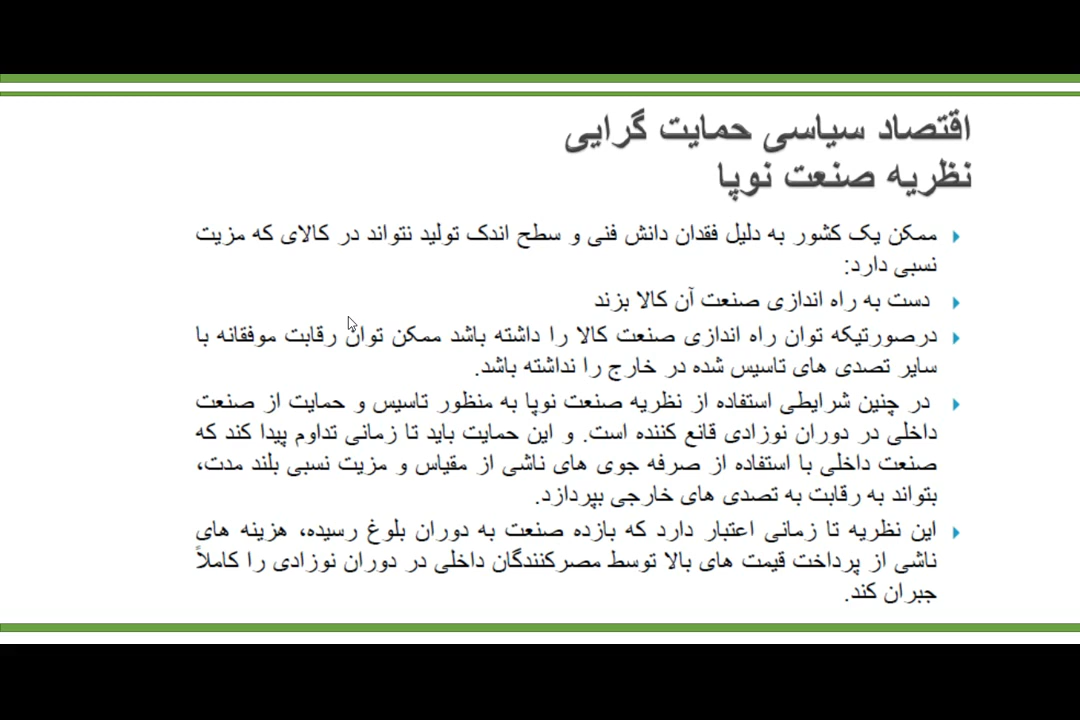 اقتصاد سیاسی حمایت گرایی
نظریه صنعت نوپا
ممکن یک کشور به دلیل فقدان دانش فنی و سطح اندک تولید نتواند در کالای که مزیت
نسبی دارد:
دست به راه اندازی صنعت آن کالا بزند
درصورتیکه توان راه اندازی صنعت کالا را داشته باشد ممکن توان رقابت موفقانه با
سایر تصدی های تاسیس شده در خارج را نداشته باشد.
در چنین شرایطی استفاده از نظریه صنعت نوپا به منظور تاسیس و حمایت از صنعت
داخلی در دوران نوزادی قانع کننده است. و این حمایت باید تا زمانی تداوم پیدا کند که
صنعت داخلی با استفاده از صرفه جوی های ناشی از مقیاس و مزیت نسبی بلند مدت،
بتواند به رقابت به تصدی های خارجی بپردازد.
این نظریه تا زمانی اعتبار دارد که بازده صنعت به دوران بلوغ رسیده، هزینه های
ناشی از پرداخت قیمت های بالا توسط مصرکنندگان داخلی در دوران نوزادی را کاملاً
جبران کند.